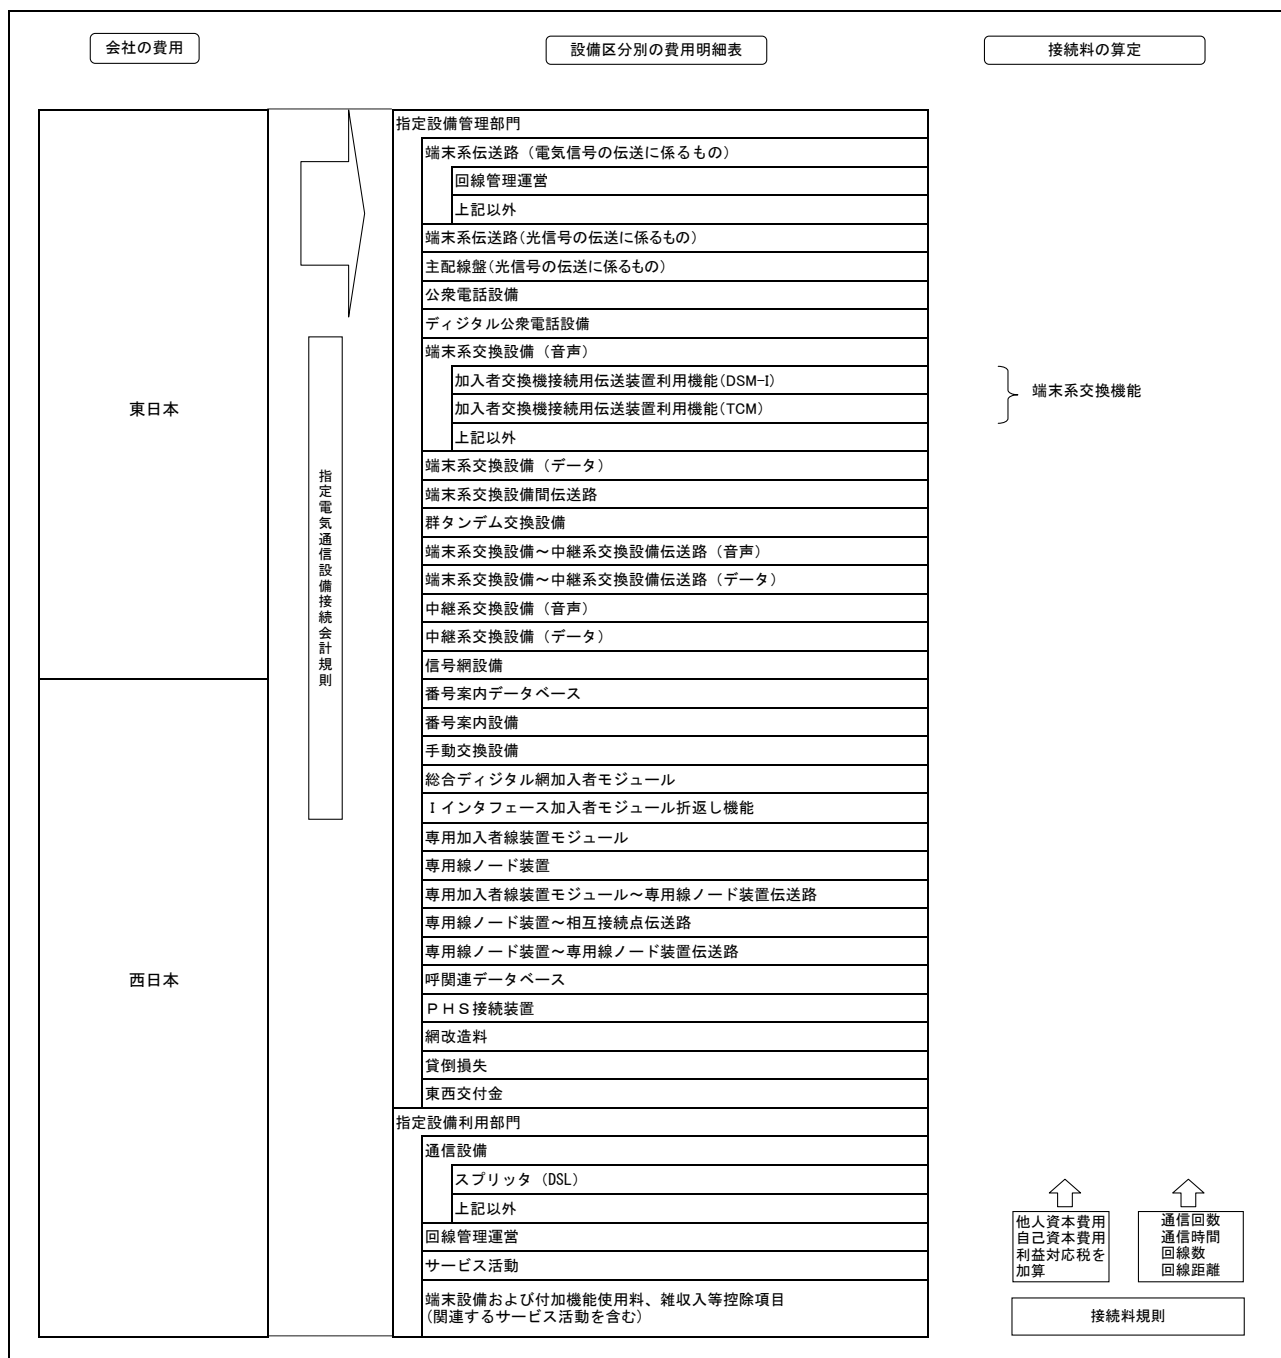 会社の費用
設備区分別の費用明細表
接続料の算定
東日本
西日本
指定電気通信設備接続会計規則
指定設備管理部門
端末系伝送路（電気信号の伝送に係るもの）
回線管理運営
上記以外
端末系伝送路(光信号の伝送に係るもの)
主配線盤(光信号の伝送に係るもの)
公衆電話設備
ディジタル公衆電話設備
端末系交換設備（音声）
加入者交換機接続用伝送装置利用機能(DSM-I)
加入者交換機接続用伝送装置利用機能(TCM)
上記以外
端末系交換設備（データ）
端末系交換設備間伝送路
群タンデム交換設備
端末系交換設備～中継系交換設備伝送路（音声）
端末系交換設備～中継系交換設備伝送路（データ）
中継系交換設備（音声）
中継系交換設備（データ）
信号網設備
番号案内データベース
番号案内設備
手動交換設備
総合ディジタル網加入者モジュール
Ｉインタフェース加入者モジュール折返し機能
専用加入者線装置モジュール
専用線ノード装置
専用加入者線装置モジュール～専用線ノード装置伝送路
専用線ノード装置～相互接続点伝送路
専用線ノード装置～専用線ノード装置伝送路
呼関連データベース
ＰＨＳ接続装置
網改造料
貸倒損失
東西交付金
指定設備利用部門
通信設備
スプリッタ（DSL）
上記以外
回線管理運営
サービス活動
端末設備および付加機能使用料、雑収入等控除項目
(関連するサービス活動を含む)
端末系交換機能
他人資本費用
自己資本費用
利益対応税を
加算
通信回数
通信時間
回線数
回線距離
接続料規則